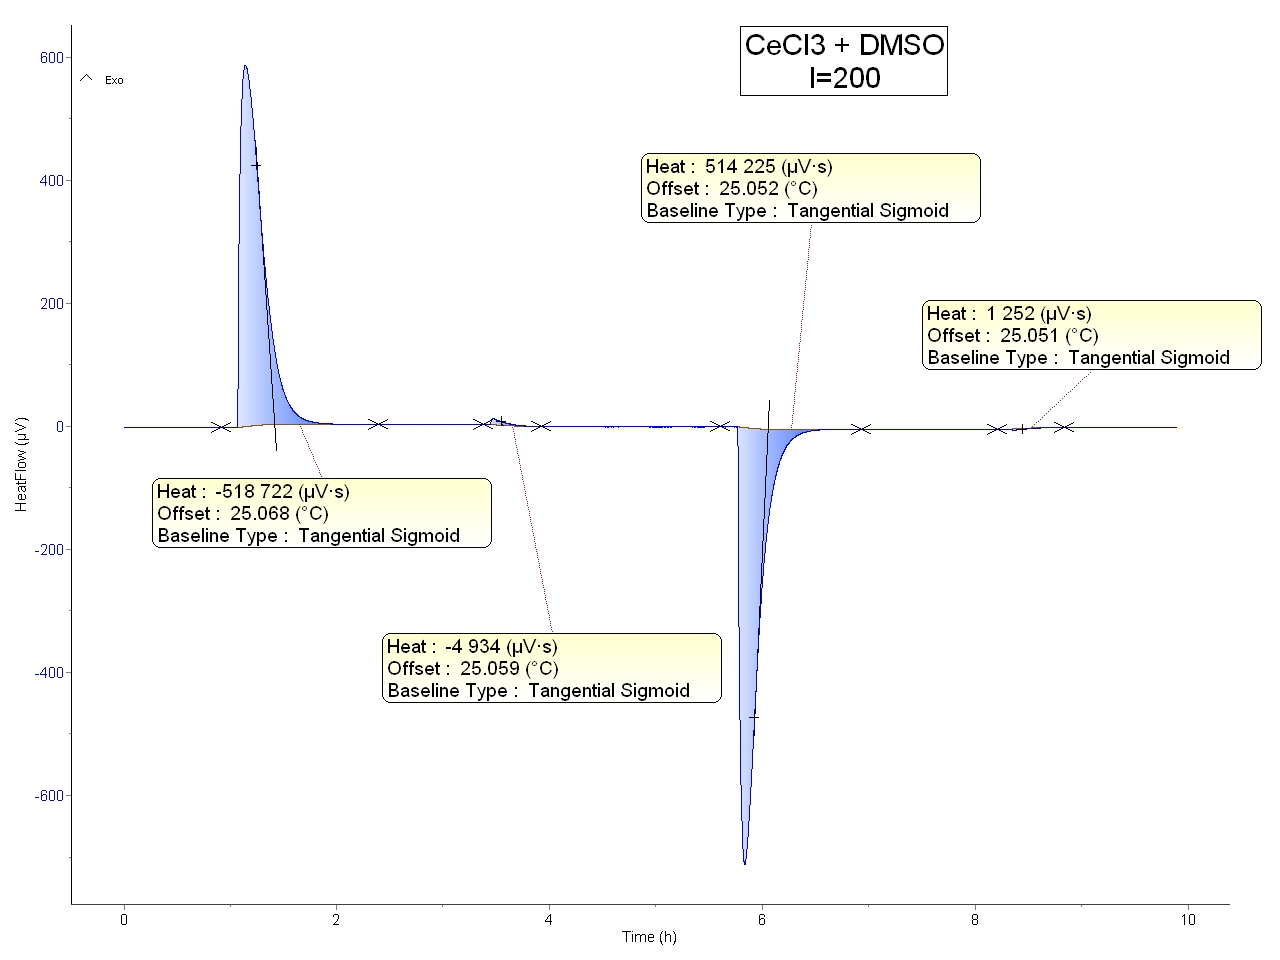 CeCl3 + DMSO
l=200
600
Exo
Heat : 514 225 (µV·s)
Offset : 25.052 (°C)
Baseline Type : Tangential Sigmoid
400
Heat : 1 252 (µV·s)
Offset : 25.051 (°C)
Baseline Type : Tangential Sigmoid
200
0
HeatFlow (µV)
Heat : -518 722 (µV·s)
Offset : 25.068 (°C)
Baseline Type : Tangential Sigmoid
-200
Heat : -4 934 (µV·s)
Offset : 25.059 (°C)
Baseline Type : Tangential Sigmoid
-400
-600
0 2 4 6 8 10
Time (h)